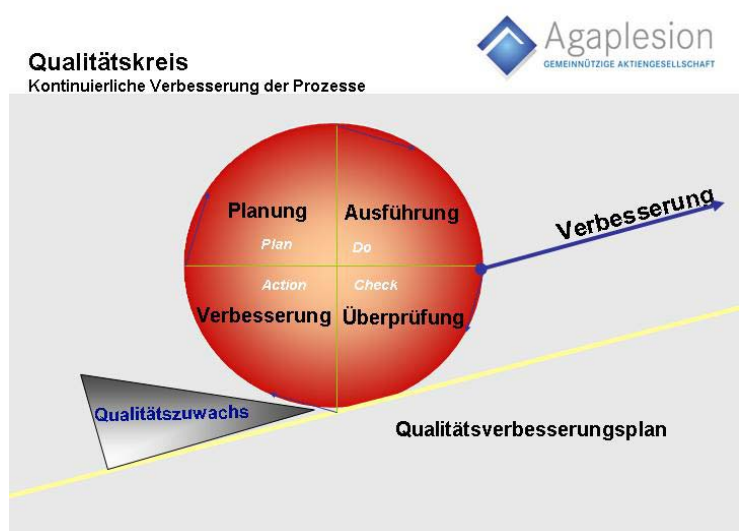 Agaplesion
GEMEINNÜTZIGE AKTIENGESELLSCHAFT
Qualitätskreis
Kontinuierliche Verbesserung der Prozesse
Planung
Ausführung
Plan
Do
Action
Check
Verbesserung
Überprüfung
Verbesserung
Qualitätszuwachs
Qualitätsverbesserungsplan